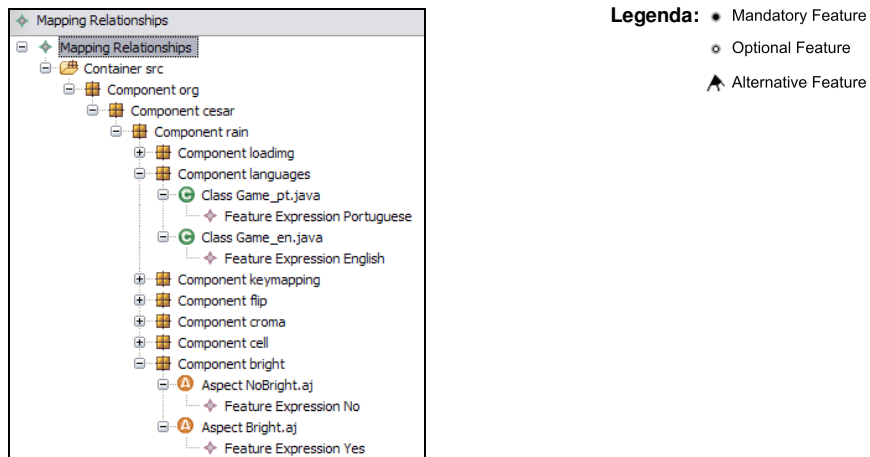 Mapping Relationships
Mapping Relationships
Container src
Component org
Component cesar
Component rain
Component loadimg
Component languages
Class Game_pt.java
Feature Expression Portuguese
Class Game_en.java
Feature Expression English
Component keymapping
Component flip
Component croma
Component cell
Component bright
Aspect NoBright.aj
Feature Expression No
Aspect Bright.aj
Feature Expression Yes
Legenda: Mandatory Feature
Optional Feature
Alternative Feature